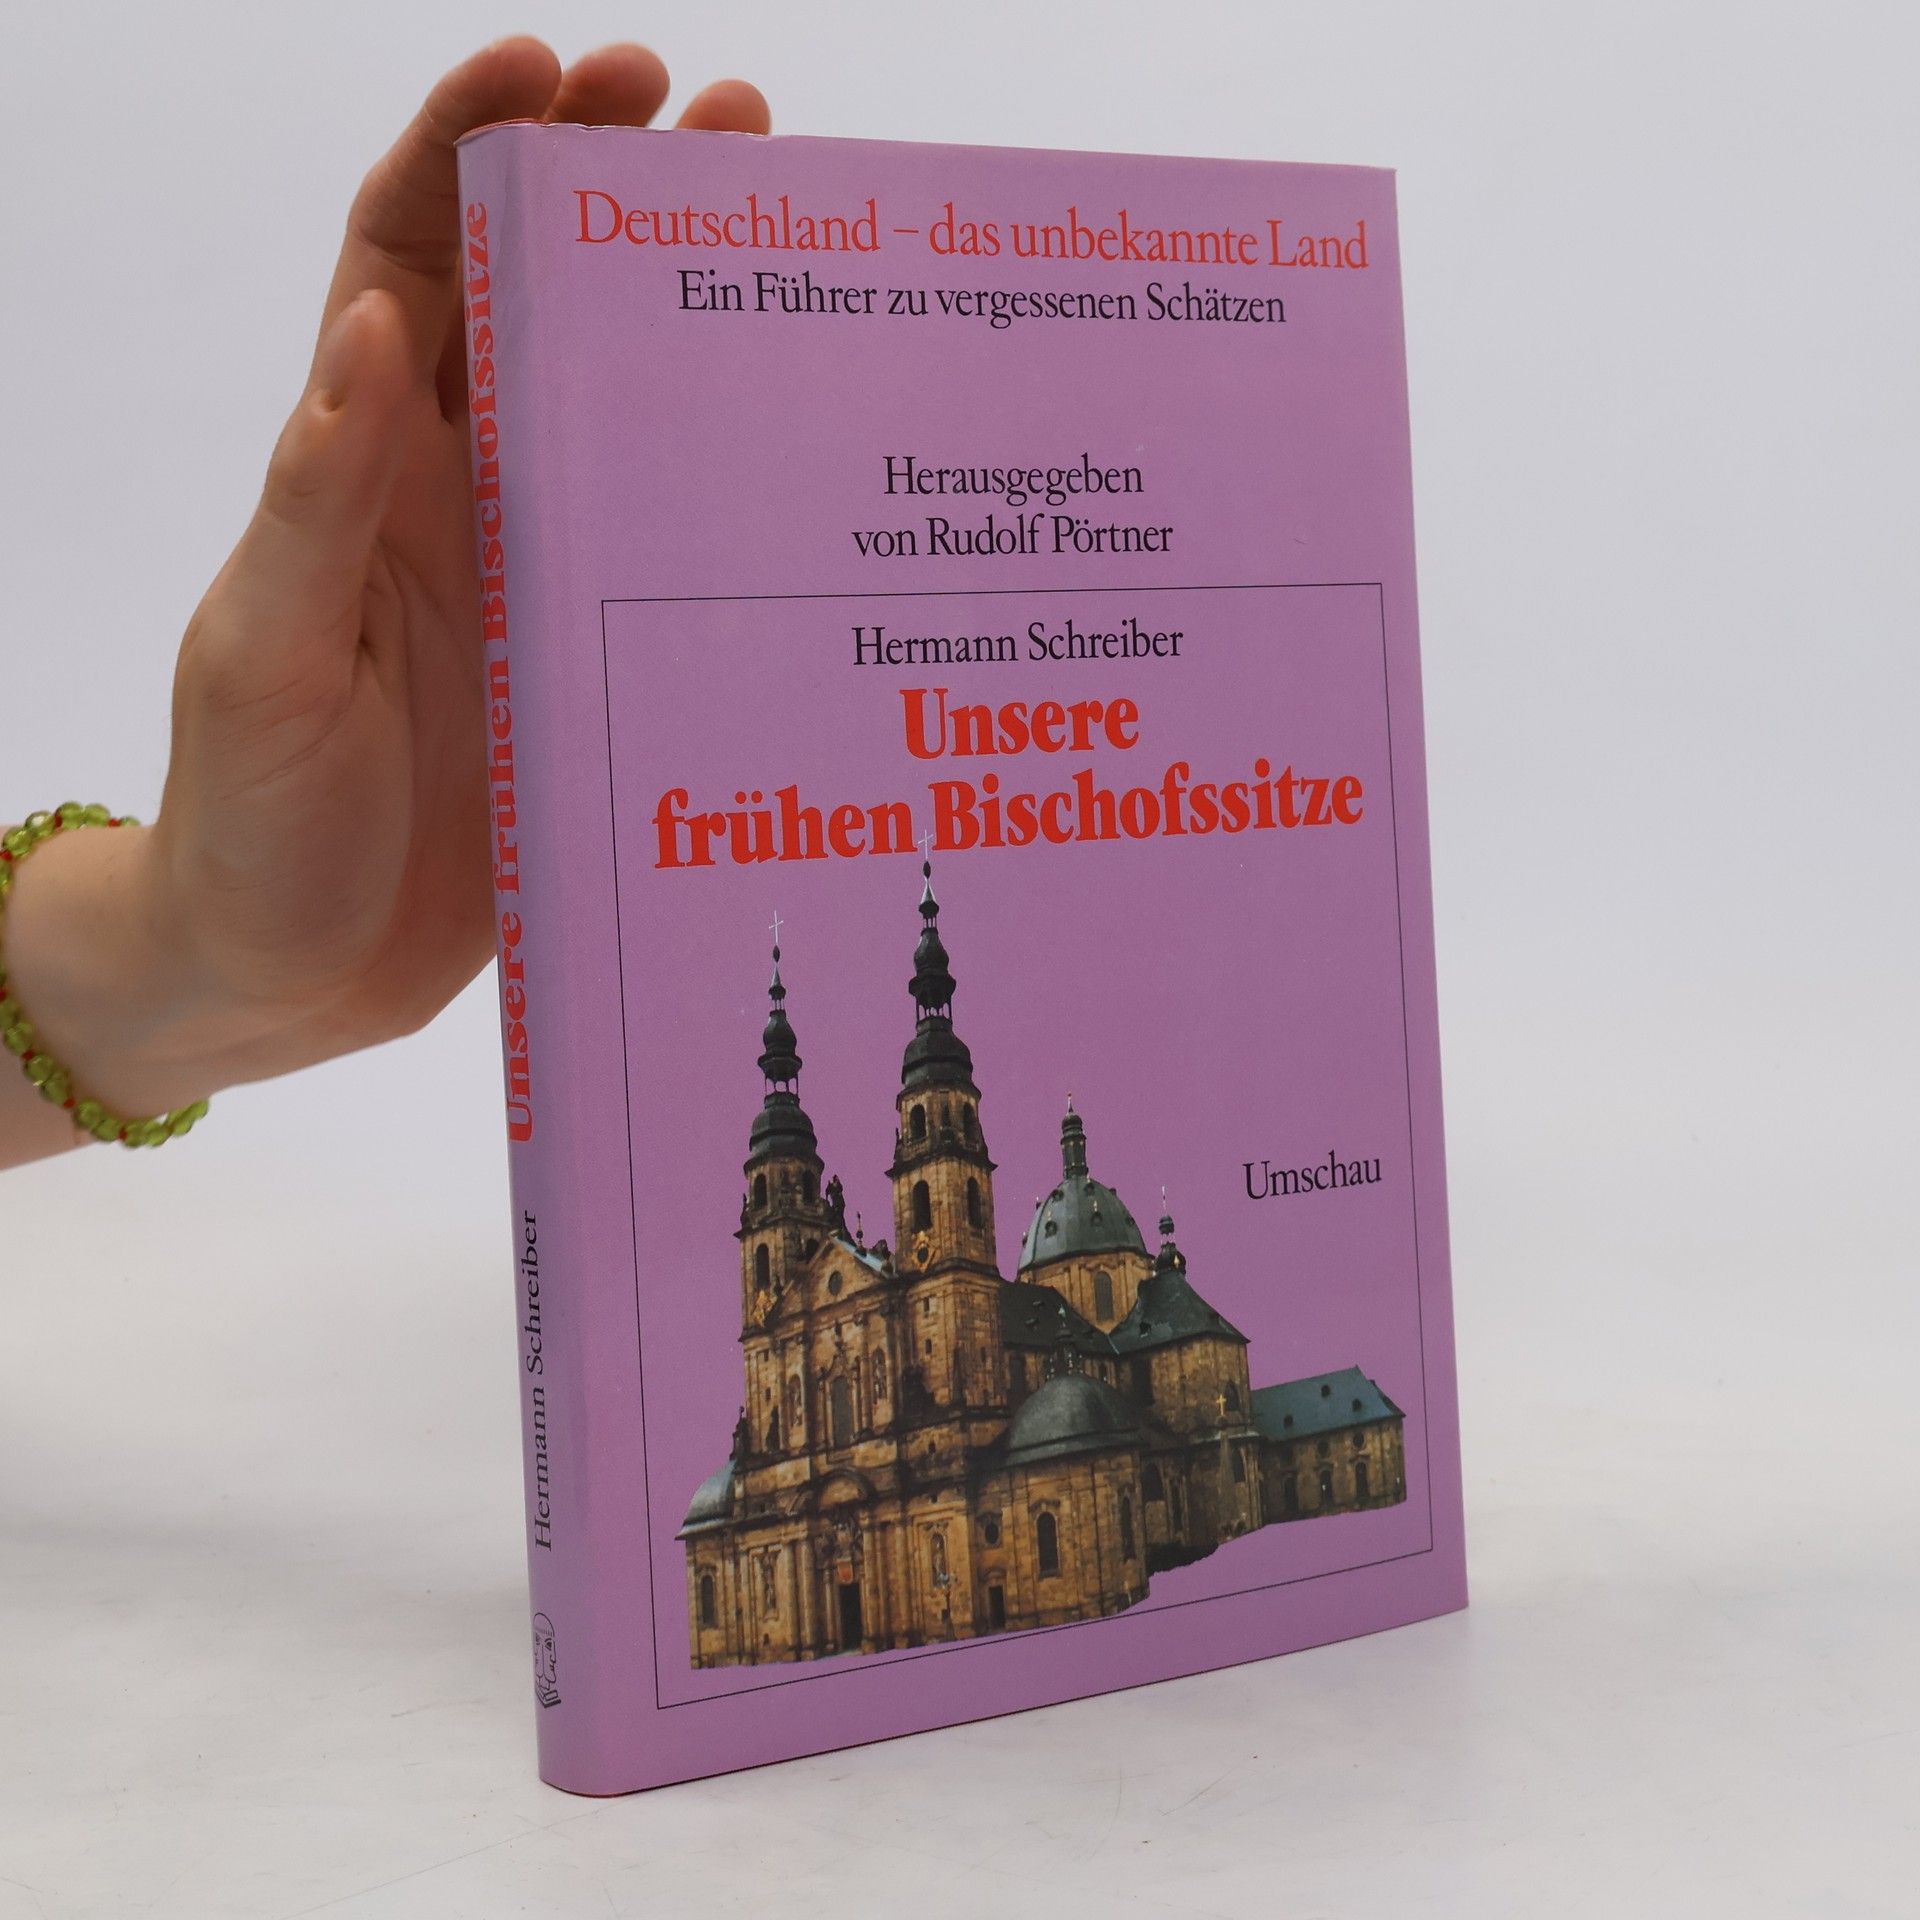 Deutschland – das unbekannte Land
Ein Führer zu vergessenen Schätzen
Herausgegeben
von Rudolf Pörtner
Hermann Schreiber
Unsere
frühen Bischofssitze
Umschau
Hermann Schreiber Unsere frühen Bischofssitze